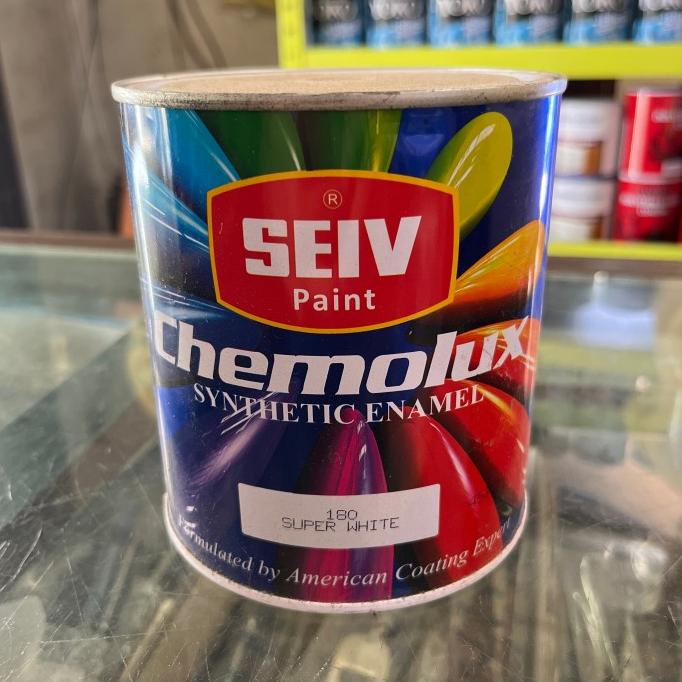 ®
SEIV
Paint
Chemolux
SYNTHETIC ENAMEL
180
SUPER WHITE
Formulated by American Coating Expert